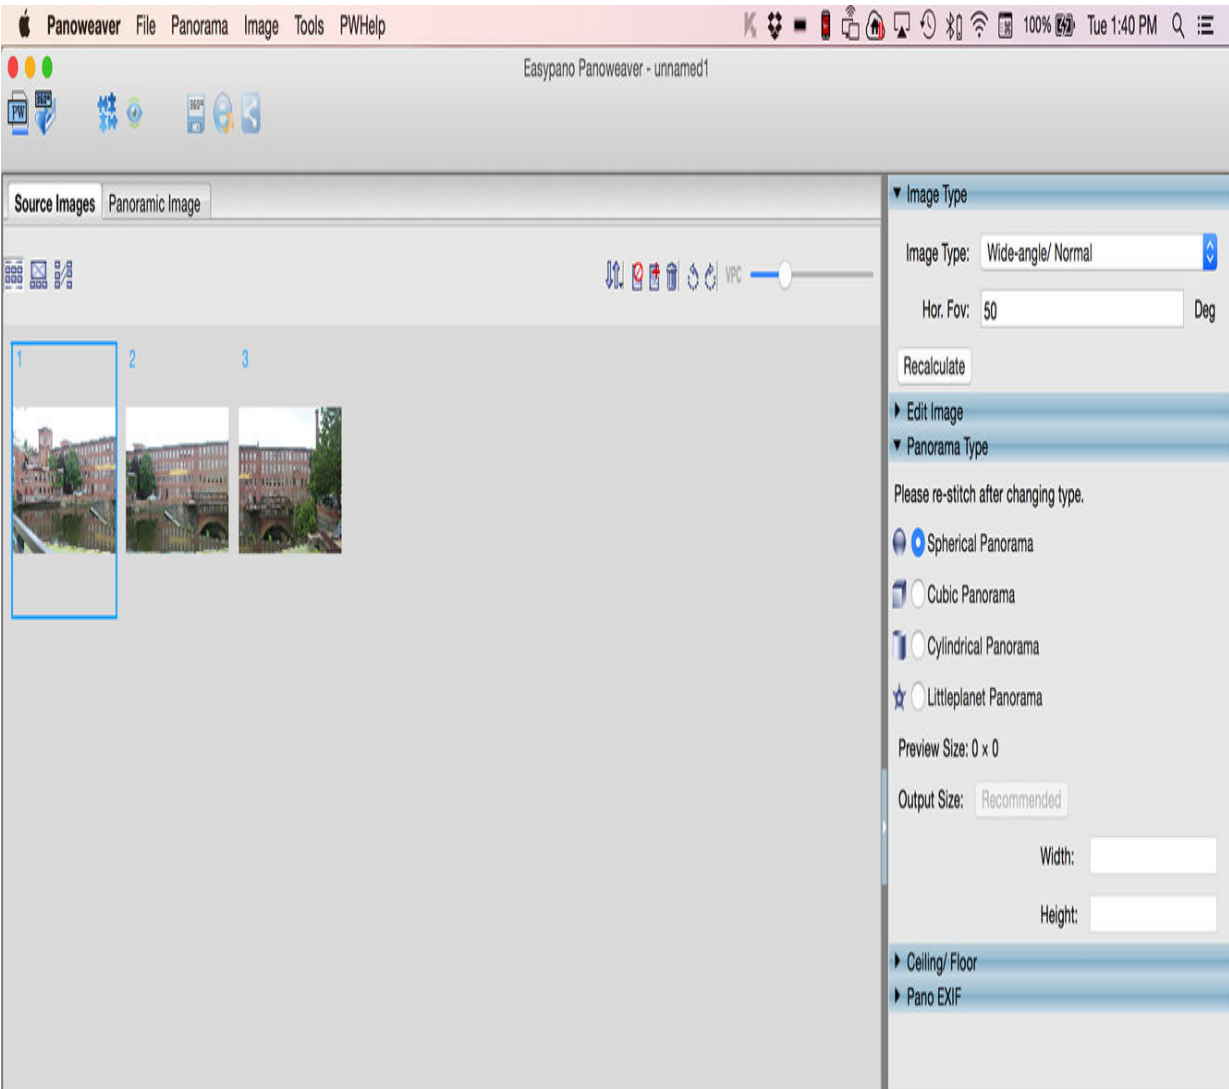 Panoweaver File Panorama Image Tools PWHelp 100% Tue 1:40 PM
Easypano Panoweaver - unnamed1
PW 360° 360°
Source Images Panoramic Image
VPC
1 2 3
Image Type
Image Type: Wide-angle/ Normal
Hor. Fov: 50 Deg
Recalculate
Edit Image
Panorama Type
Please re-stitch after changing type.
Spherical Panorama
Cubic Panorama
Cylindrical Panorama
Littleplanet Panorama
Preview Size: 0 × 0
Output Size: Recommended
Width:
Height:
Ceiling/ Floor
Pano EXIF